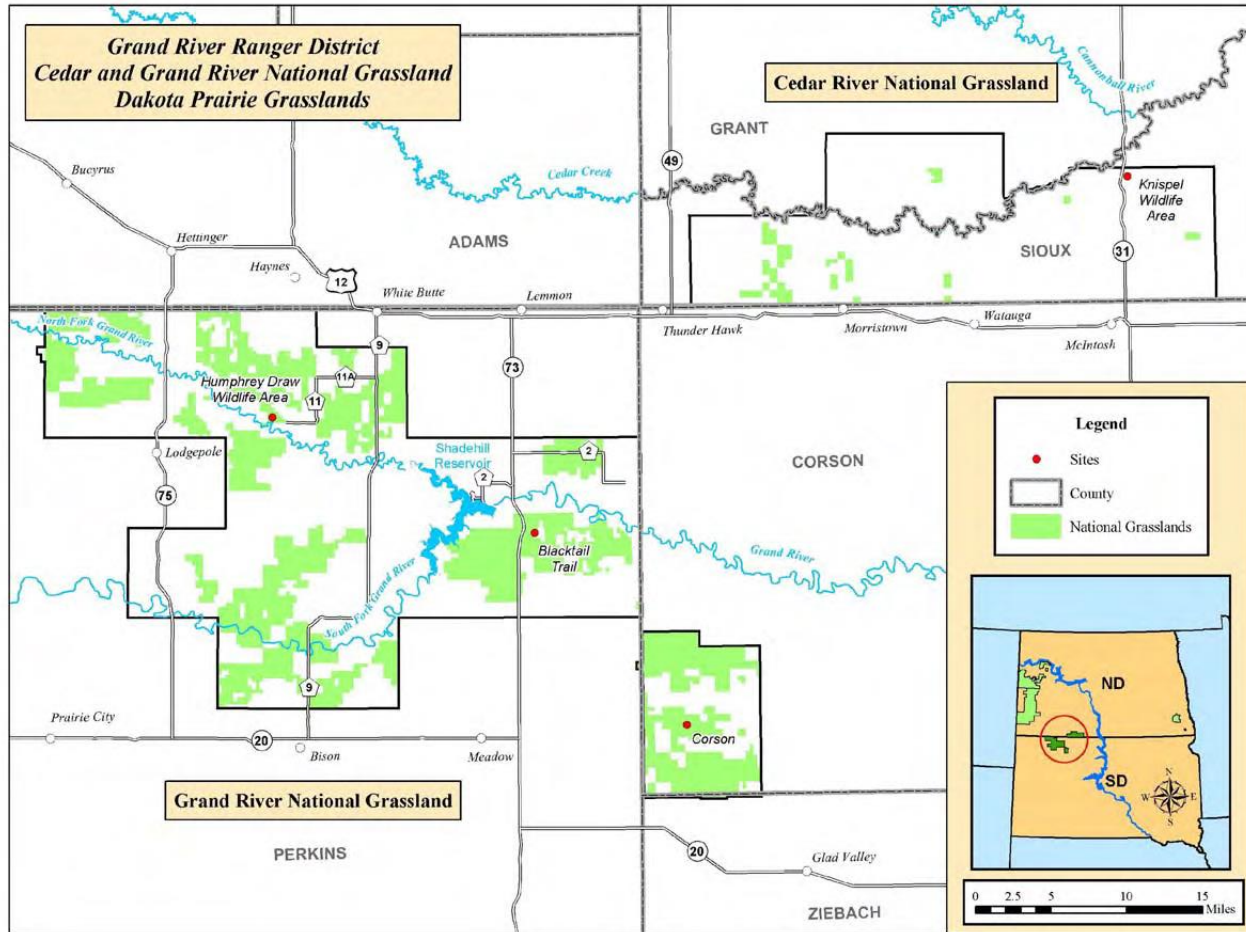 Grand River Ranger District
Cedar and Grand River National Grassland
Dakota Prairie Grasslands
Cedar River National Grassland
Cannonball River
GRANT
49
Bucyrus
Cedar Creek
Knispel
Wildlife
Area
Hettinger
ADAMS
SIOUX
31
Haynes
12
White Butte
Lemmon
Thunder Hawk
Morristown
Watauga
McIntosh
North Fork Grand River
9
73
11A
Humphrey Draw
Wildlife Area
11
Lodgepole
Shadehill
Reservoir
2
2
CORSON
75
Blacktail
Trail
Grand River
South Fork Grand River
9
Prairie City
20
Bison
Meadow
Corson
Grand River National Grassland
PERKINS
20
Glad Valley
ZIEBACH
Legend
Sites
County
National Grasslands
ND
SD
N
W
E
S
0 2.5 5 10 15
Miles